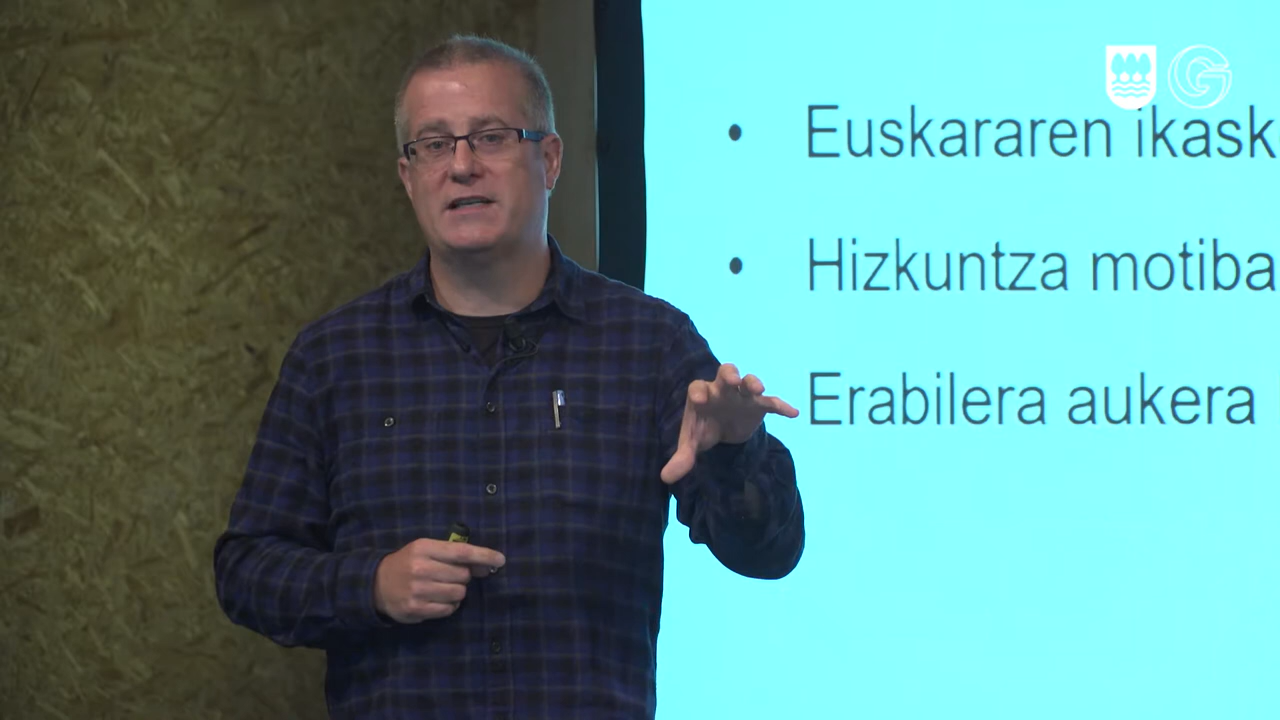 • Euskararen ikask
• Hizkuntza motiba
• Erabilera aukera